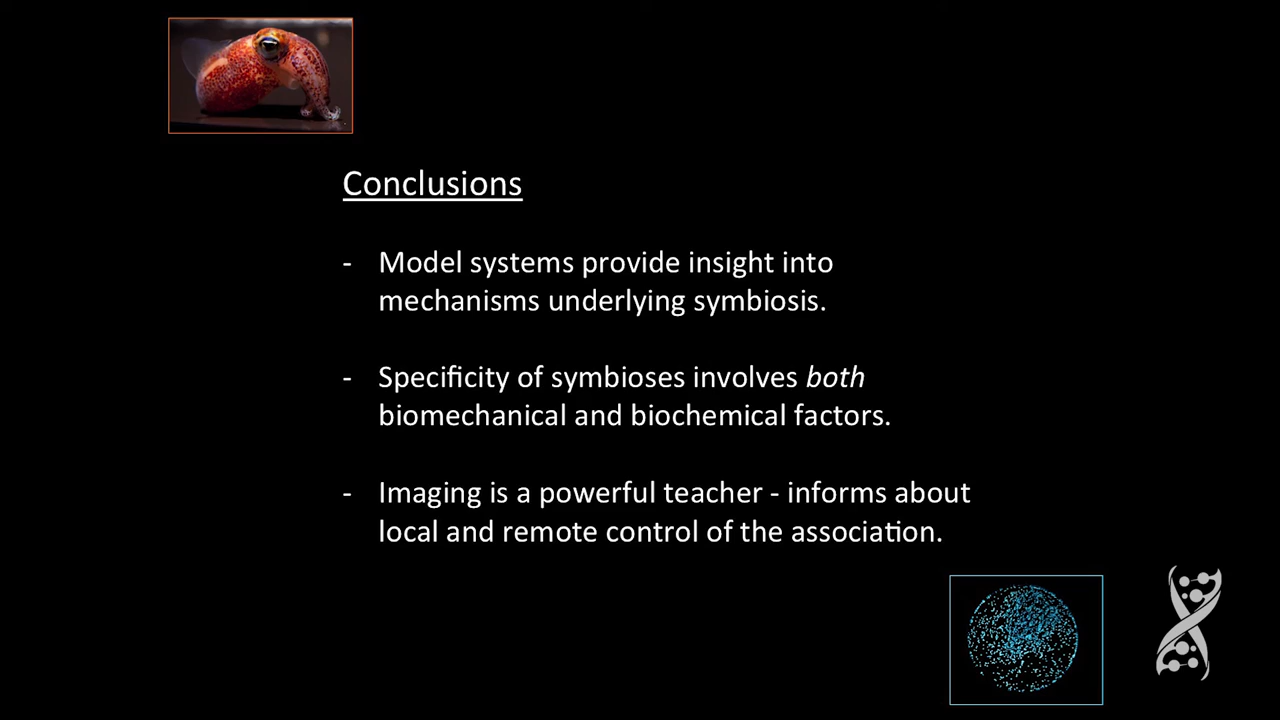 Conclusions
- Model systems provide insight into
mechanisms underlying symbiosis.
- Specificity of symbioses involves both
biomechanical and biochemical factors.
- Imaging is a powerful teacher - informs about
local and remote control of the association.